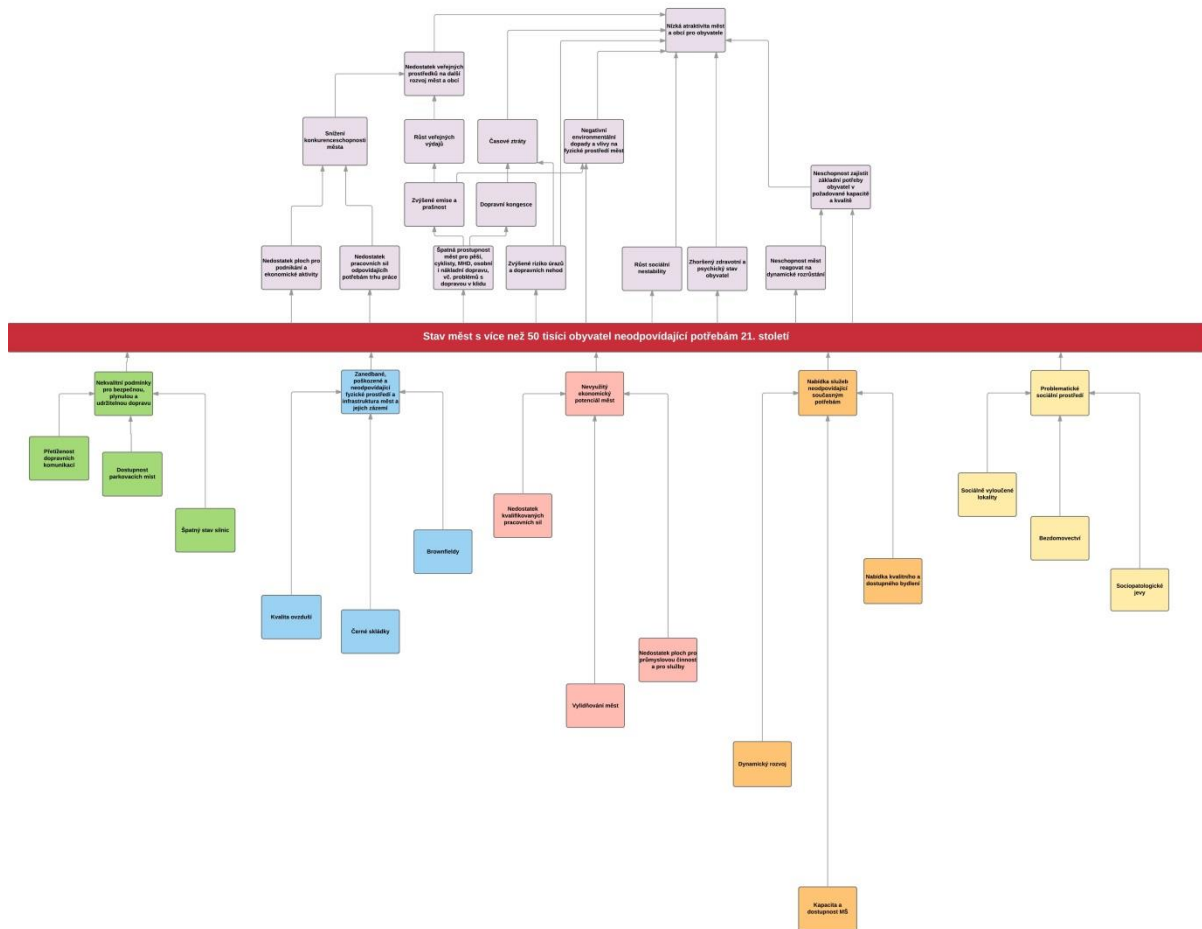 Nízká atraktivita měst
a obcí pro obyvatele
Nedostatek veřejných
prostředků na další
rozvoj měst a obcí
Snížení
konkurenceschopnosti
města
Růst veřejných
výdajů
Časové ztráty
Negativní
environmentální
dopady a vlivy na
fyzické prostředí měst
Neschopnost zajistit
základní potřeby
obyvatel v
požadované kapacitě
a kvalitě
Zvýšené emise a
prašnost
Dopravní kongesce
Nedostatek ploch pro
podnikání a
ekonomické aktivity
Nedostatek
pracovních sil
odpovídajících
potřebám trhu práce
Špatná prostupnost
měst pro pěší,
cyklisty, MHD, osobní
i nákladní dopravu,
vč. problémů s
dopravou v klidu
Zvýšené riziko úrazů
a dopravních nehod
Růst sociální
nestability
Zhoršený zdravotní a
psychický stav
obyvatel
Neschopnost měst
reagovat na
dynamické rozrůstání
Stav měst s více než 50 tisíci obyvatel neodpovídající potřebám 21. století
Nekvalitní podmínky
pro bezpečnou,
plynulou a
udržitelnou dopravu
Zanedbané,
poškozené a
neodpovídající
fyzické prostředí a
infrastruktura měst a
jejich zázemí
Nevyužitý
ekonomický
potenciál měst
Nabídka služeb
neodpovídající
současným
potřebám
Problematické
sociální prostředí
Přetíženost
dopravních
komunikací
Dostupnost
parkovacích míst
Špatný stav silnic
Kvalita ovzduší
Černé skládky
Brownfieldy
Nedostatek
kvalifikovaných
pracovních sil
Vylidňování měst
Nedostatek ploch pro
průmyslovou činnost
a pro služby
Dynamický rozvoj
Kapacita a
dostupnost MŠ
Nabídka kvalitního a
dostupného bydlení
Sociálně vyloučené
lokality
Bezdomovectví
Sociopatologické
jevy